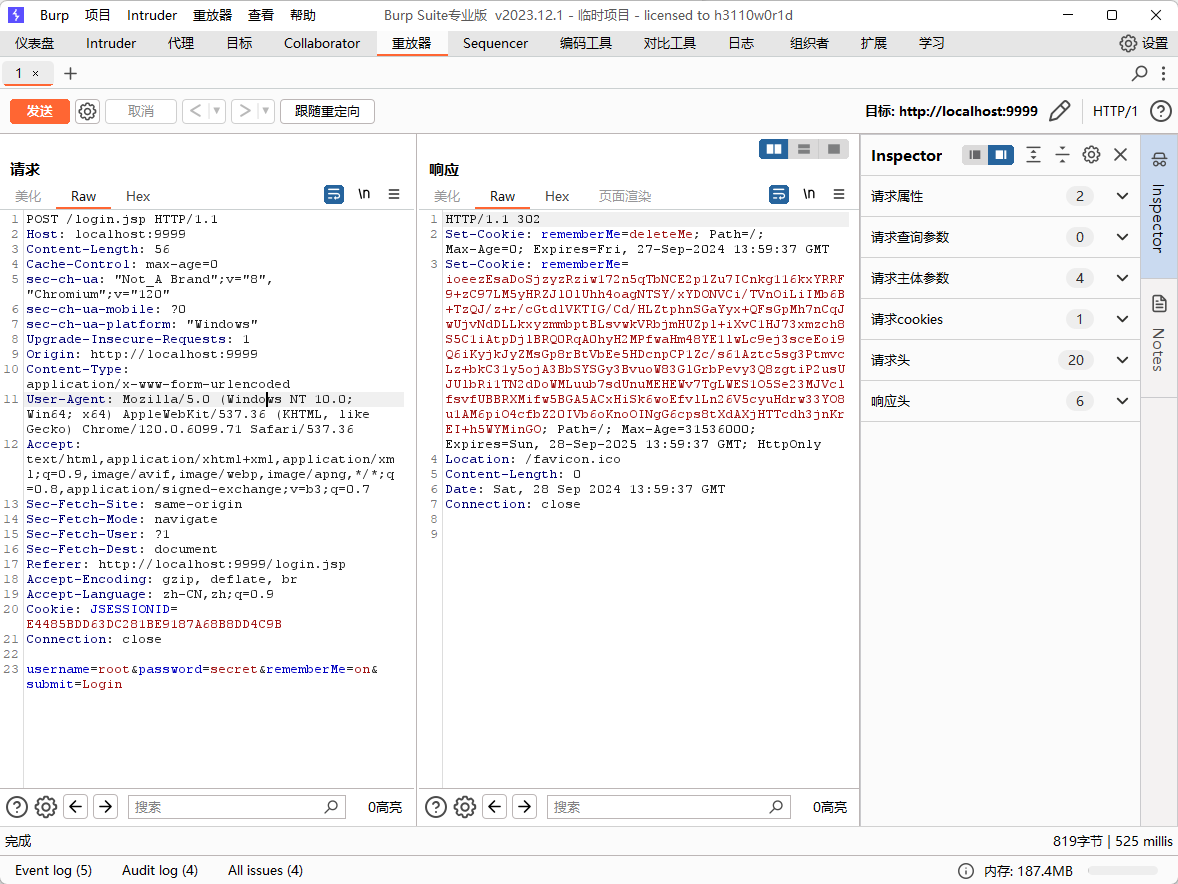 Burp 项目 Intruder 重放器 查看 帮助 Burp Suite专业版 v2023.12.1 - 临时项目 - licensed to h3110w0r1d
仪表盘 Intruder 代理 目标 Collaborator 重放器 Sequencer 编码工具 对比工具 日志 组织者 扩展 学习 设置
1 × +
发送 取消 < > 跟随重定向 目标: http://localhost:9999 HTTP/1
请求
美化 Raw Hex \n
1 POST /login.jsp HTTP/1.1
2 Host: localhost:9999
3 Content-Length: 56
4 Cache-Control: max-age=0
5 sec-ch-ua: "Not_A Brand";v="8",
"Chromium";v="120"
6 sec-ch-ua-mobile: ?0
7 sec-ch-ua-platform: "Windows"
8 Upgrade-Insecure-Requests: 1
9 Origin: http://localhost:9999
10 Content-Type:
application/x-www-form-urlencoded
11 User-Agent: Mozilla/5.0 (Windows NT 10.0;
Win64; x64) AppleWebKit/537.36 (KHTML, like
Gecko) Chrome/120.0.6099.71 Safari/537.36
12 Accept:
text/html,application/xhtml+xml,application/xm
l;q=0.9,image/avif,image/webp,image/apng,*/*;q
=0.8,application/signed-exchange;v=b3;q=0.7
13 Sec-Fetch-Site: same-origin
14 Sec-Fetch-Mode: navigate
15 Sec-Fetch-User: ?1
16 Sec-Fetch-Dest: document
17 Referer: http://localhost:9999/login.jsp
18 Accept-Encoding: gzip, deflate, br
19 Accept-Language: zh-CN,zh;q=0.9
20 Cookie: JSESSIONID=
E4485BDD63DC281BE9187A68B8DD4C9B
21 Connection: close
22
23 username=root&password=secret&rememberMe=on&
submit=Login
响应
美化 Raw Hex 页面渲染 \n
1 HTTP/1.1 302
2 Set-Cookie: rememberMe=deleteMe; Path=/;
Max-Age=0; Expires=Fri, 27-Sep-2024 13:59:37 GMT
3 Set-Cookie: rememberMe=
ioeezEsaDoSjzyzRziw172n5qTbNCE2p1Zu7ICnkg116kxYRRF
9+zC97LM5yHRZJ101Uhh4oagNTSY/xYDONVCi/TVnOiLiIMb6B
+TzQJ/z+r/cGtdlVKTIG/Cd/HLZtphnSGaYyx+QFsGpMh7nCqJ
wUjvNdDLLkxyzmmbptBLsvwkVRbjmHUZpl+iXvClHJ73xmzch8
S5C1iAtpDjlBRQ0RqA0hyH2MPfwaHm48YE1lwLc9ej3sceEoi9
Q6iKyjkJyZMsGp8rBtVbEe5HDcnpCP1Zc/s61Aztc5sg3Ptmvc
Lz+bkC31y5ojA3BbSYSGy3BvuoW83GlGrbPevy3Q8zgtiP2usU
JUlbRi1TN2dDoWMLuub7sdUnuMEHEWv7TgLWES1O5Se23MJVcl
fsvfUBBRXMifw5BGA5ACxHiSk6woEfvlLn26V5cyuHdrw33YO8
u1AM6piO4cfbZ20IVb6oKnoOINgG6cps8tXdAXjHTTcdh3jnKr
EI+h5WYMinGO; Path=/; Max-Age=31536000;
Expires=Sun, 28-Sep-2025 13:59:37 GMT; HttpOnly
4 Location: /favicon.ico
5 Content-Length: 0
6 Date: Sat, 28 Sep 2024 13:59:37 GMT
7 Connection: close
8
9
Inspector
请求属性 2
请求查询参数 0
请求主体参数 4
请求cookies 1
请求头 20
响应头 6
Inspector
Notes
搜索 0高亮
搜索 0高亮
完成 819字节 | 525 millis
Event log (5) Audit log (4) All issues (4) 内存: 187.4MB